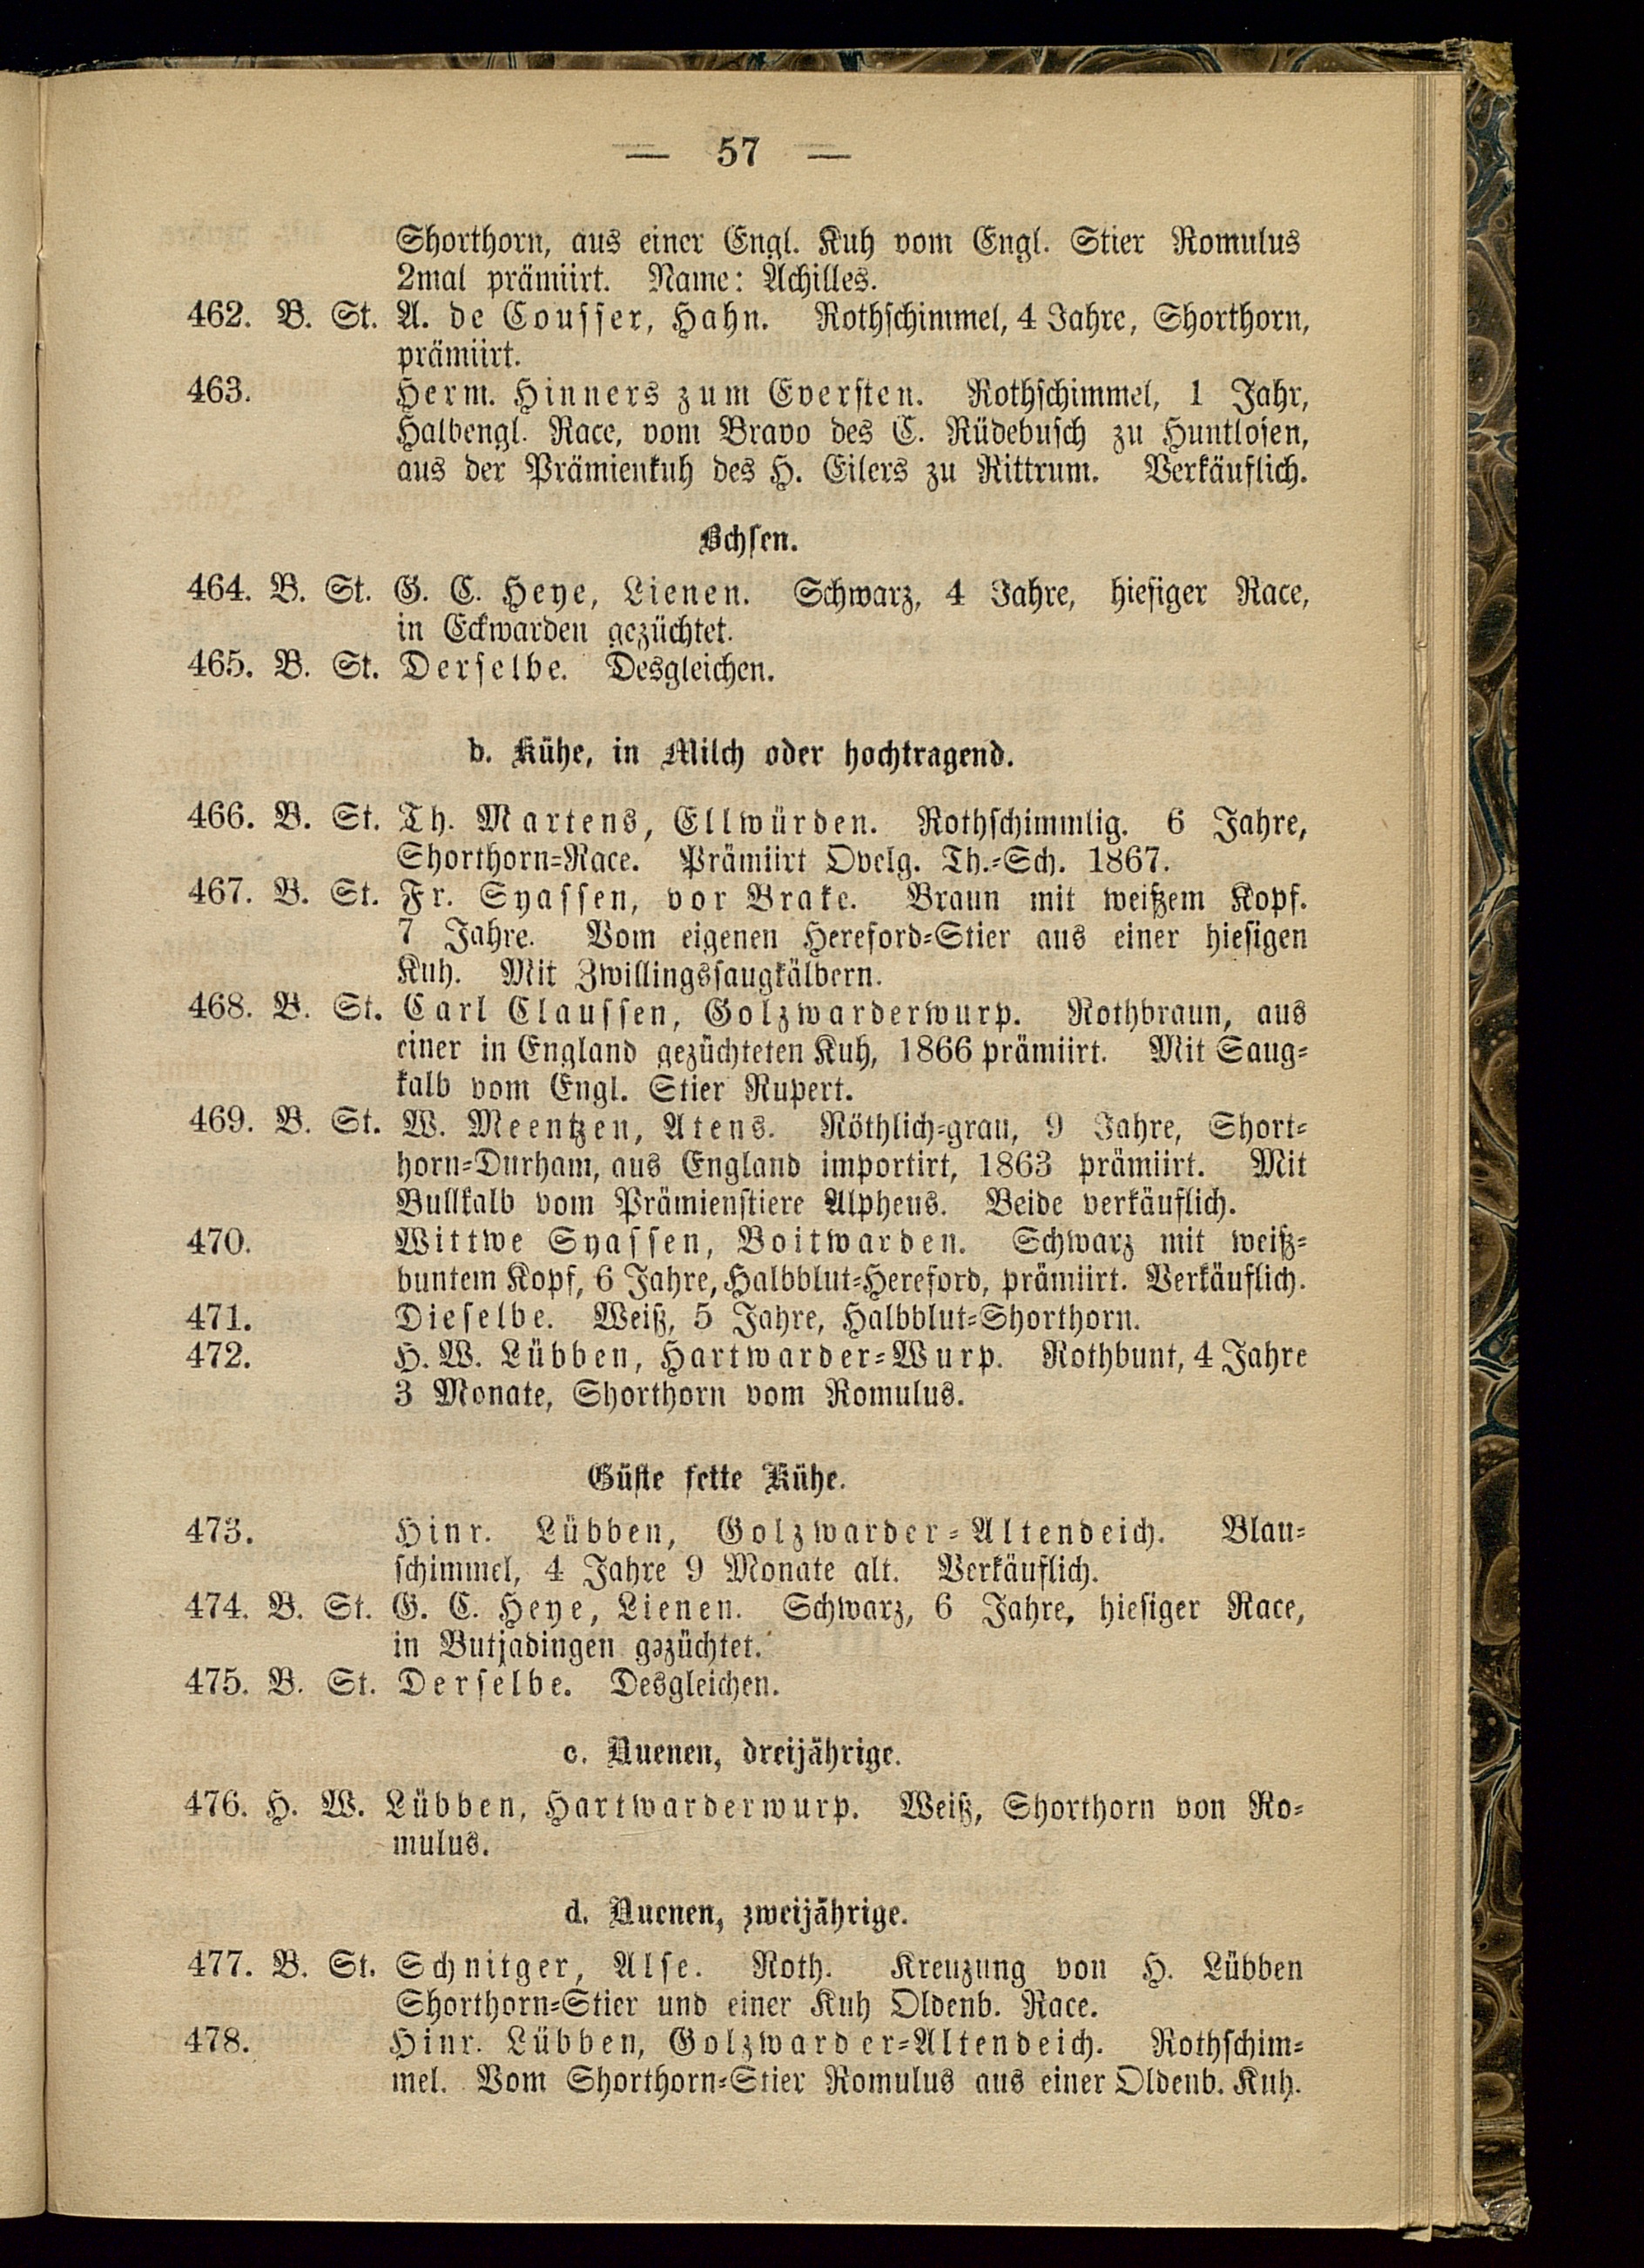 — 57 —
Shorthorn, aus einer Engl. Kuh vom Engl. Stier Romulus
2mal prämiirt. Name: Achilles.
462. B. St. A. de Cousser, Hahn. Rothschimmel, 4 Jahre, Shorthorn,
prämiirt.
463. Herm. Hinners zum Eversten. Rothschimmel, 1 Jahr,
Halbengl. Race, vom Bravo des C. Rüdebusch zu Huntlosen,
aus der Prämienkuh des H. Eilers zu Rittrum. Verkäuflich.
Ochsen.
464. B. St. G. C. Heye, Lienen. Schwarz, 4 Jahre, hiesiger Race,
in Eckwarden gezüchtet.
465. B. St. Derselbe. Desgleichen.
b. Kühe, in Milch oder hochtragend.
466. B. St. Th. Martens, Ellwürden. Rothschimmlig. 6 Jahre,
Shorthorn-Race. Prämiirt Ovelg. Th.-Sch. 1867.
467. B. St. Fr. Syassen, vor Brake. Braun mit weißem Kopf.
7 Jahre. Vom eigenen Hereford-Stier aus einer hiesigen
Kuh. Mit Zwillingssaugkälbern.
468. B. St. Carl Claussen, Golzwarderwurp. Rothbraun, aus
einer in England gezüchteten Kuh, 1866 prämiirt. Mit Saug-
kalb vom Engl. Stier Rupert.
469. B. St. W. Meentzen, Atens. Röthlich-grau, 9 Jahre, Short-
horn-Durham, aus England importirt, 1863 prämiirt. Mit
Bullkalb vom Prämienstiere Alpheus. Beide verkäuflich.
470. Wittwe Syassen, Boitwarden. Schwarz mit weiß-
buntem Kopf, 6 Jahre, Halbblut-Hereford, prämiirt. Verkäuflich.
471. Dieselbe. Weiß, 5 Jahre, Halbblut-Shorthorn.
472. H. W. Lübben, Hartwarder-Wurp. Rothbunt, 4 Jahre
3 Monate, Shorthorn vom Romulus.
Güste fette Kühe.
473. Hinr. Lübben, Golzwarder-Altendeich. Blau-
schimmel, 4 Jahre 9 Monate alt. Verkäuflich.
474. B. St. G. C. Heye, Lienen. Schwarz, 6 Jahre, hiesiger Race,
in Butjadingen gezüchtet.
475. B. St. Derselbe. Desgleichen.
c. Quenen, dreijährige.
476. H. W. Lübben, Hartwarderwurp. Weiß, Shorthorn von Ro-
mulus.
d. Quenen, zweijährige.
477. B. St. Schnitger, Alse. Roth. Kreuzung von H. Lübben
Shorthorn-Stier und einer Kuh Oldenb. Race.
478. Hinr. Lübben, Golzwarder-Altendeich. Rothschim-
mel. Vom Shorthorn-Stier Romulus aus einer Oldenb. Kuh.